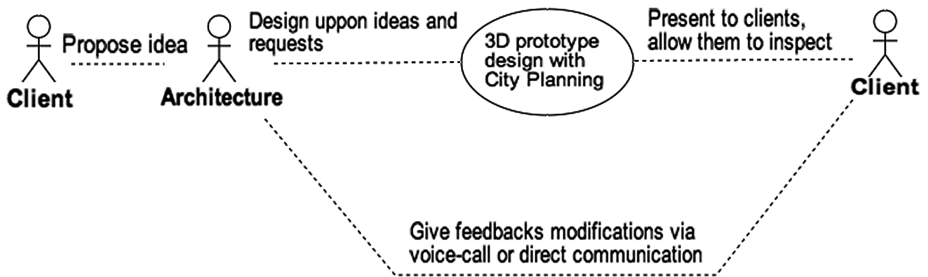 Propose idea
Client
Design uppon ideas and
requests
Architecture
3D prototype
design with
City Planning
Present to clients,
allow them to inspect
Client
Give feedbacks modifications via
voice-call or direct communication